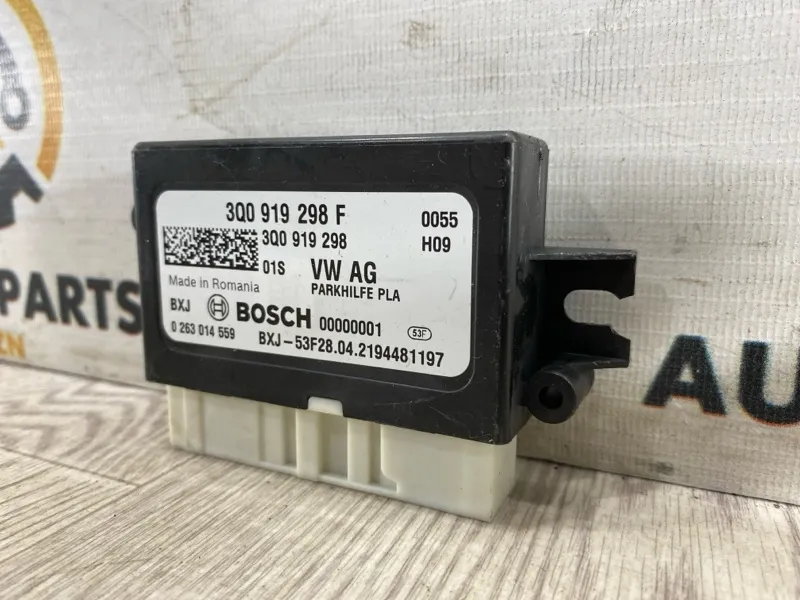 3Q0 919 298 F 0055
3Q0 919 298 H09
01S VW AG
Made in Romania PARKHILFE PLA
BXJ BOSCH 00000001 53F
0 263 014 559 BXJ-53F28.04.2194481197
PARTS
ZEN
AU